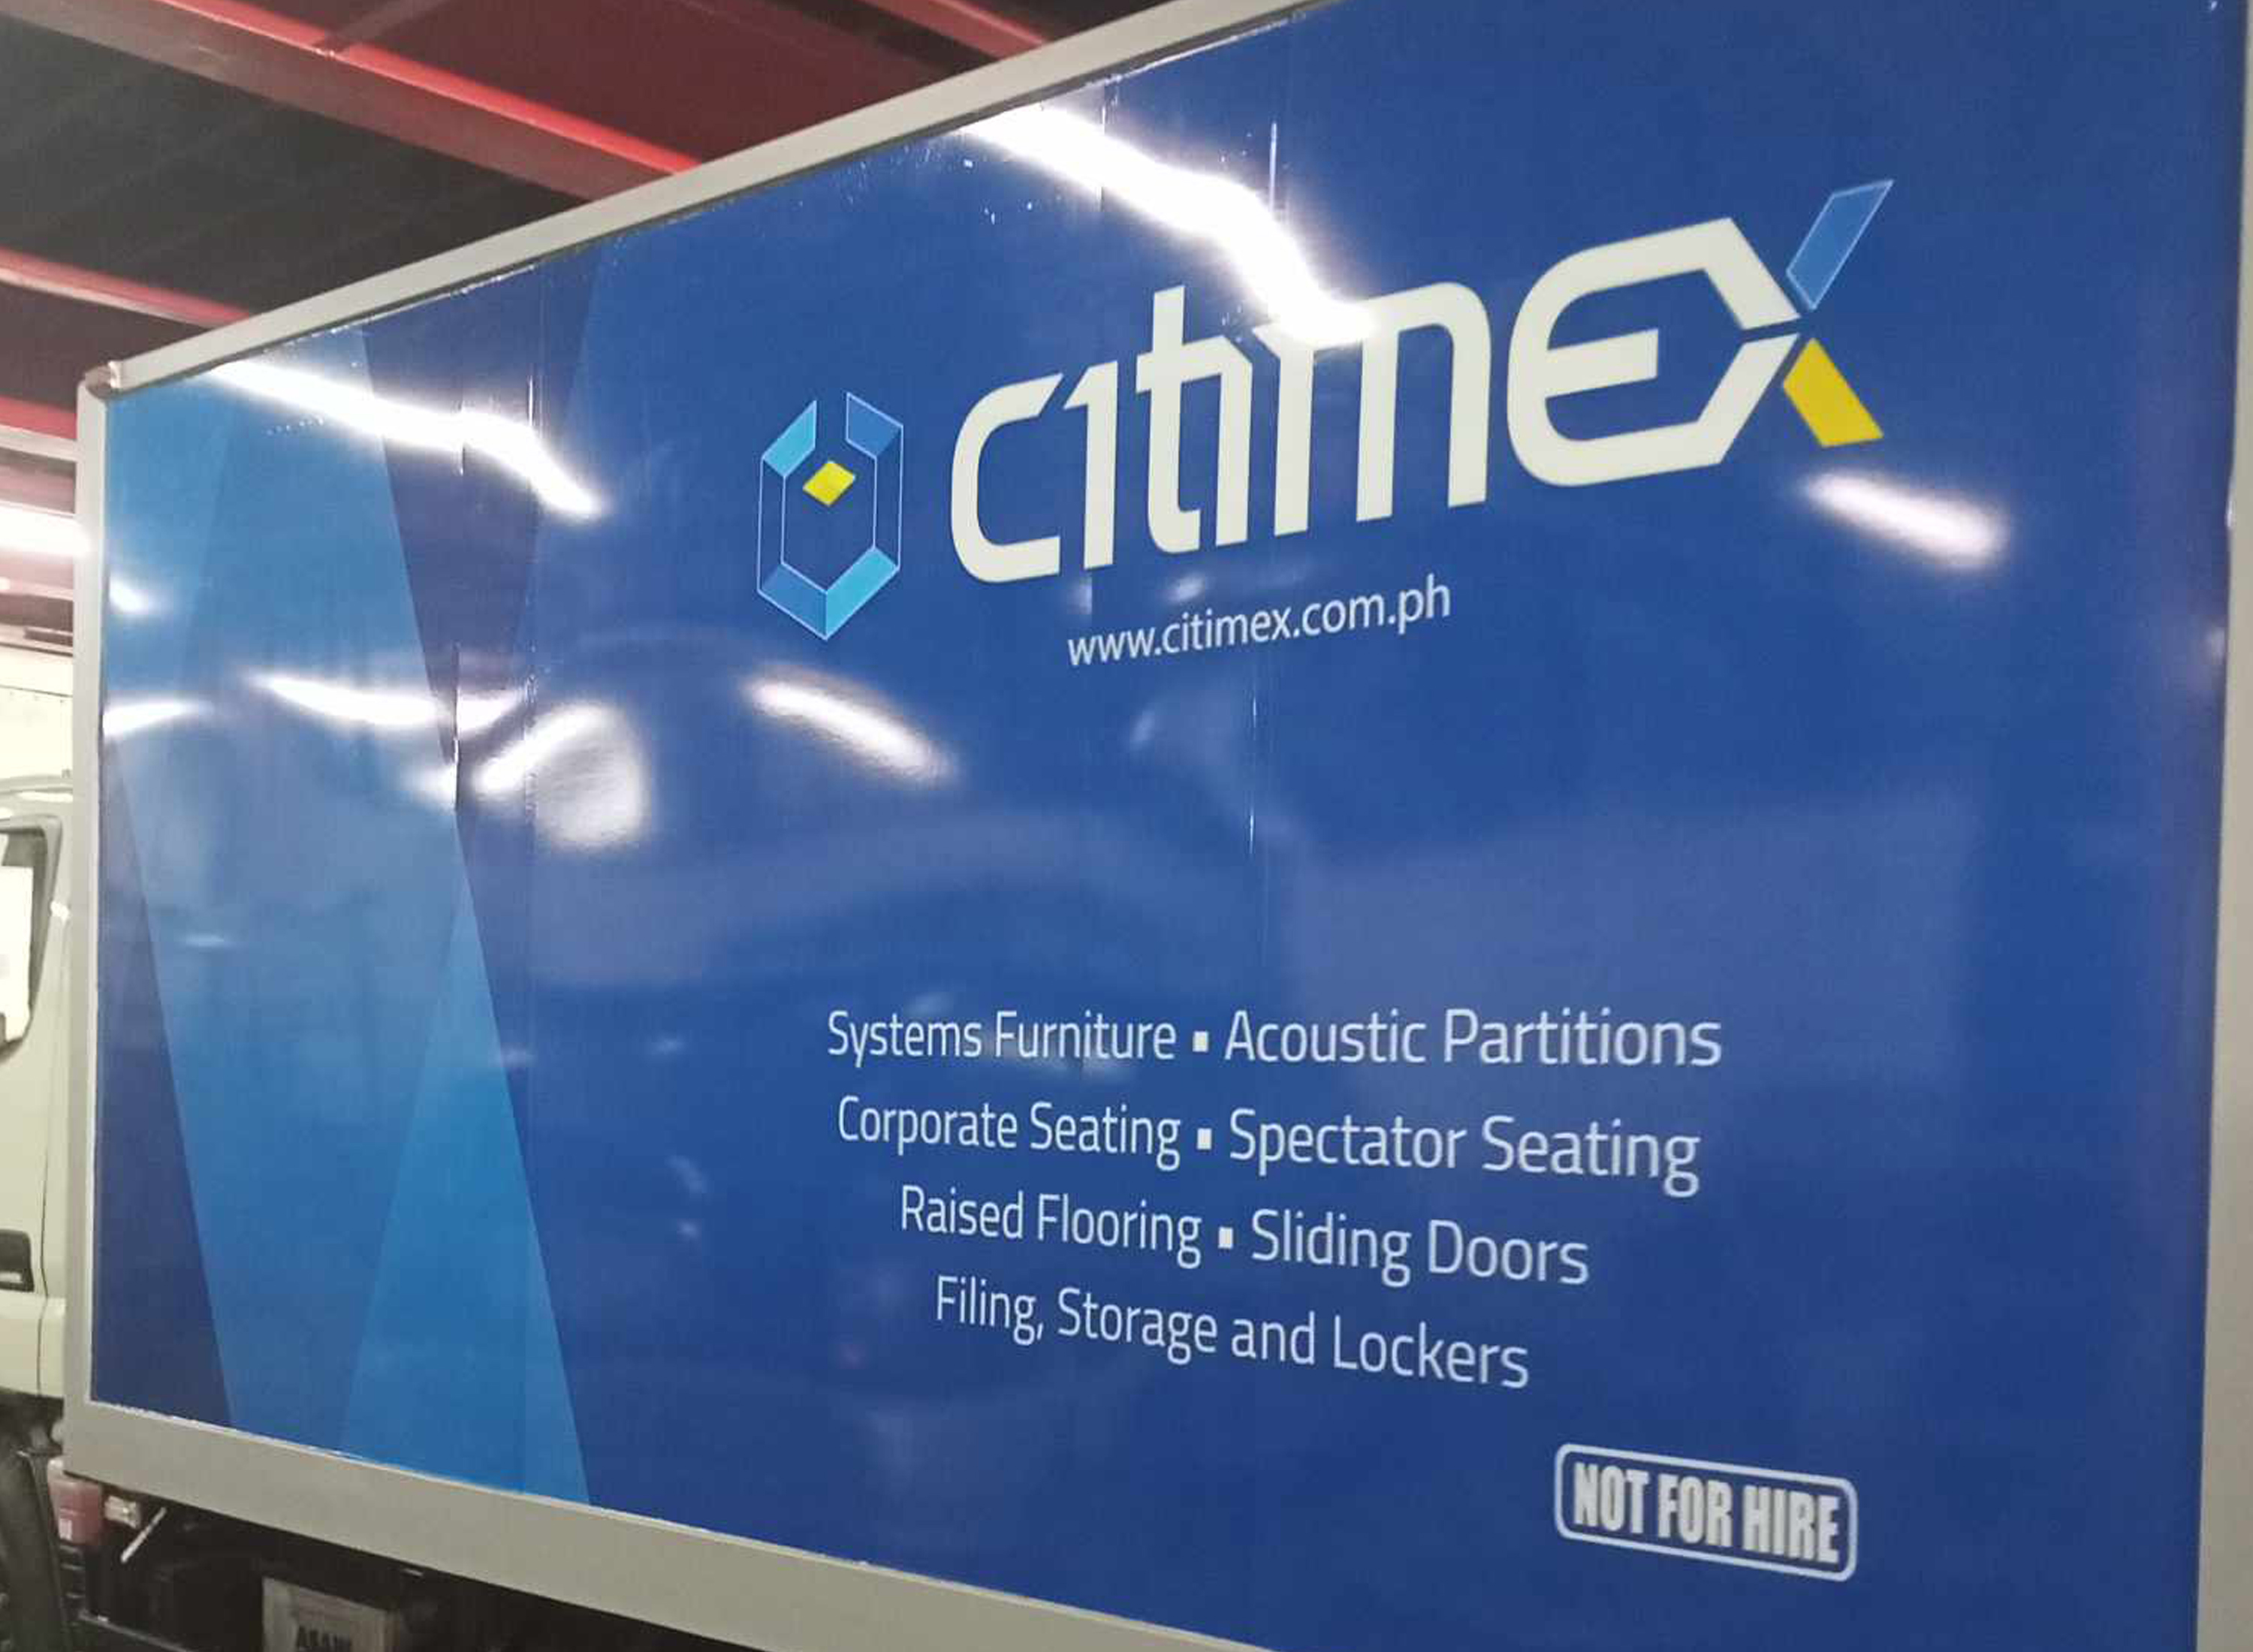 citimex
www.citimex.com.ph
Systems Furniture ▪ Acoustic Partitions
Corporate Seating ▪ Spectator Seating
Raised Flooring ▪ Sliding Doors
Filing, Storage and Lockers
NOT FOR HIRE